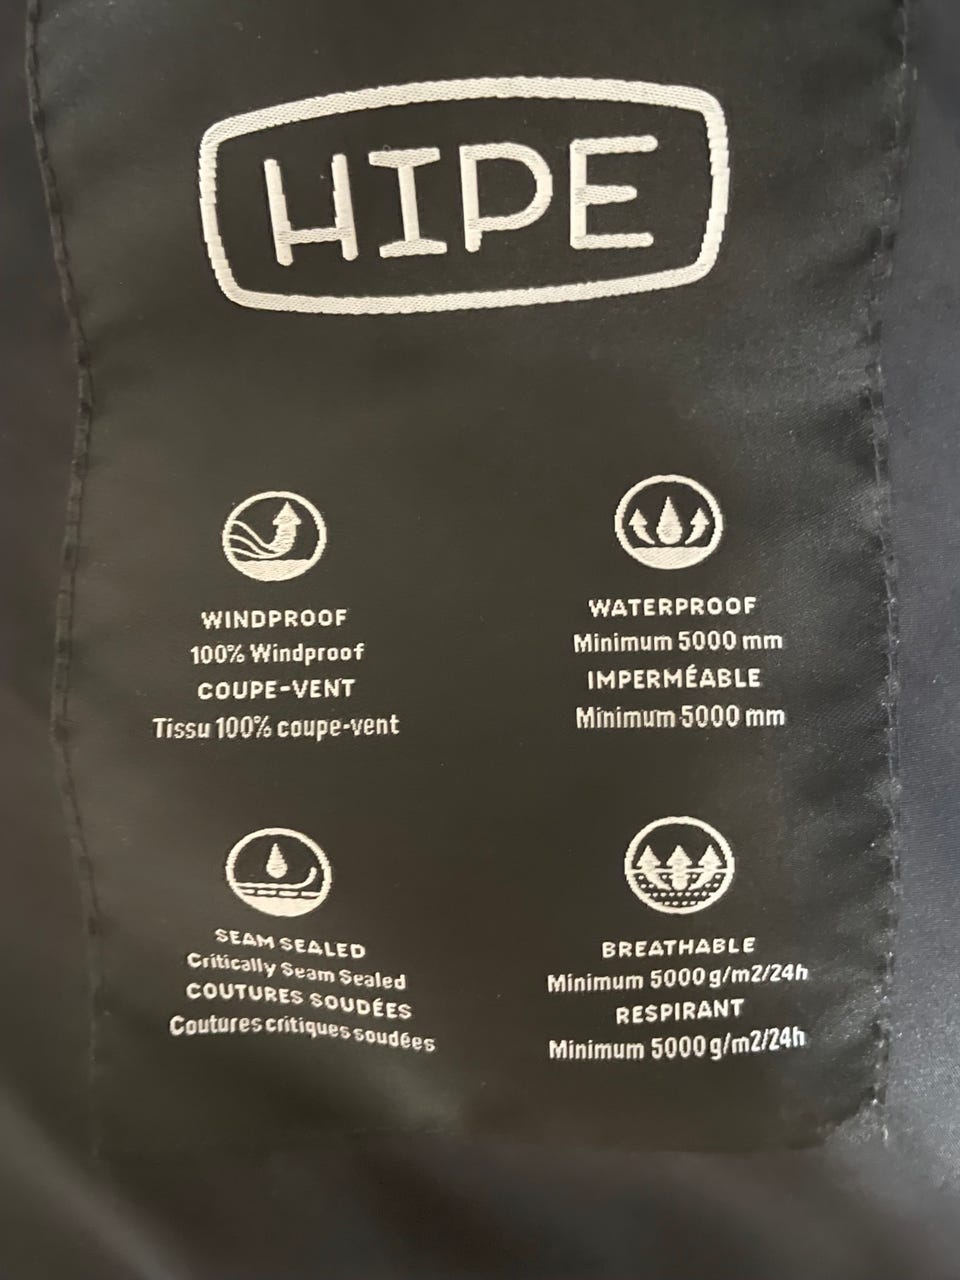 HIPE
WINDPROOF
100% Windproof
COUPE-VENT
Tissu 100% coupe-vent
WATERPROOF
Minimum 5000 mm
IMPERMÉABLE
Minimum 5000 mm
SEAM SEALED
Critically Seam Sealed
COUTURES SOUDÉES
Coutures critiques soudées
BREATHABLE
Minimum 5000 g/m2/24h
RESPIRANT
Minimum 5000 g/m2/24h